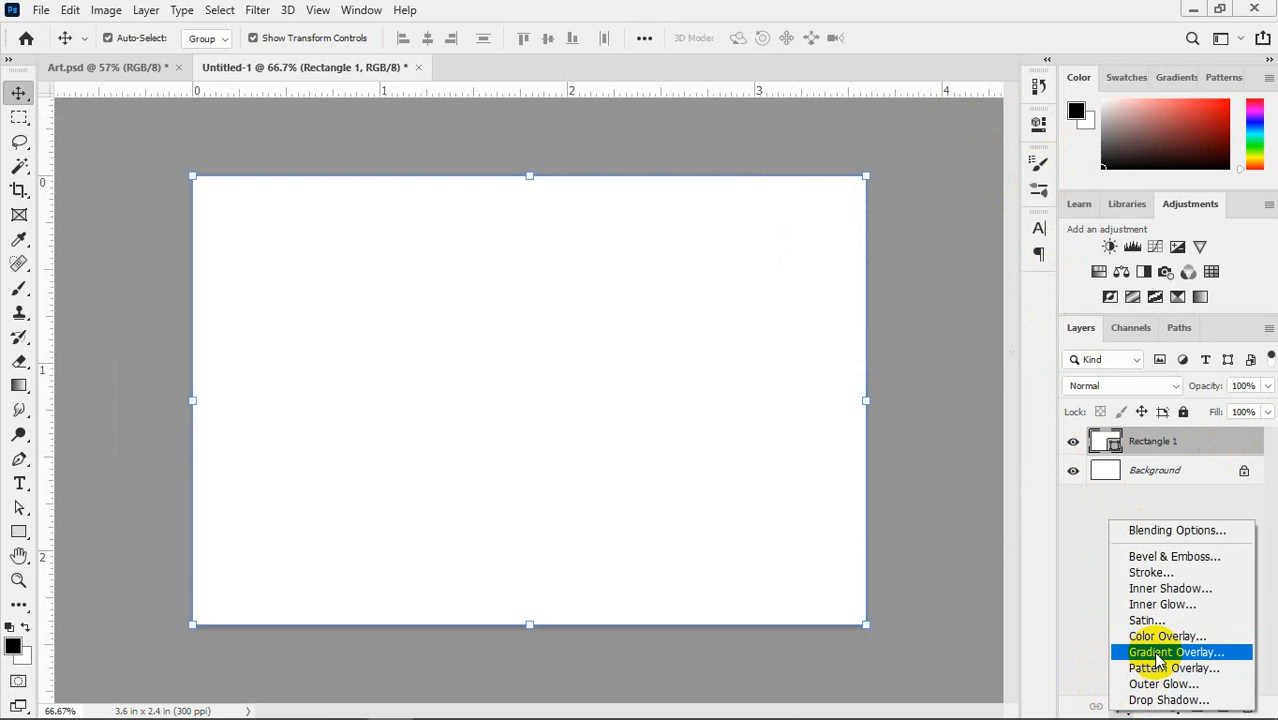 Ps File Edit Image Layer Type Select Filter 3D View Window Help
Auto-Select: Group Show Transform Controls 3D Mode:
Art.psd @ 57% (RGB/8) * × Untitled-1 @ 66.7% (Rectangle 1, RGB/8) * ×
0 1 2 3 4
0
1
2
Color Swatches Gradients Patterns
Learn Libraries Adjustments
Add an adjustment
Layers Channels Paths
Kind
Normal Opacity: 100%
Lock: Fill: 100%
Rectangle 1
Background
Blending Options...
Bevel & Emboss...
Stroke...
Inner Shadow...
Inner Glow...
Satin...
Color Overlay...
Gradient Overlay...
Pattern Overlay...
Outer Glow...
Drop Shadow...
66.67% 3.6 in x 2.4 in (300 ppi)